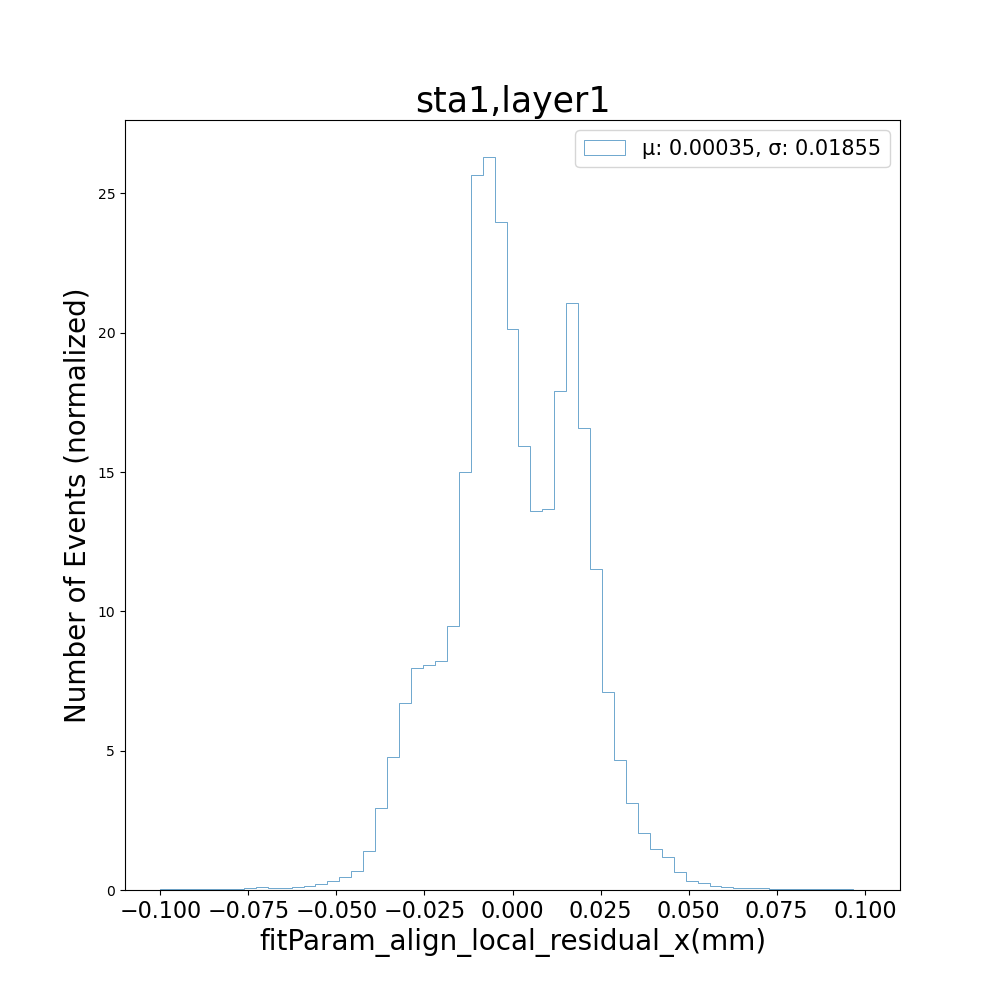 sta1,layer1
μ: 0.00035, σ: 0.01855
Number of Events (normalized)
25
20
15
10
5
0
−0.100 −0.075 −0.050 −0.025 0.000 0.025 0.050 0.075 0.100
fitParam_align_local_residual_x(mm)